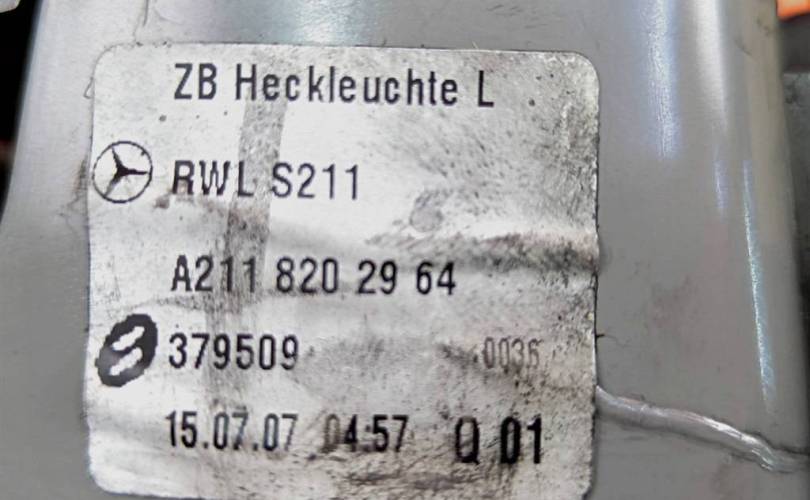 ZB Heckleuchte L
RWL S211
A211 820 29 64
379509 0036
15.07.07 04:57 Q 01